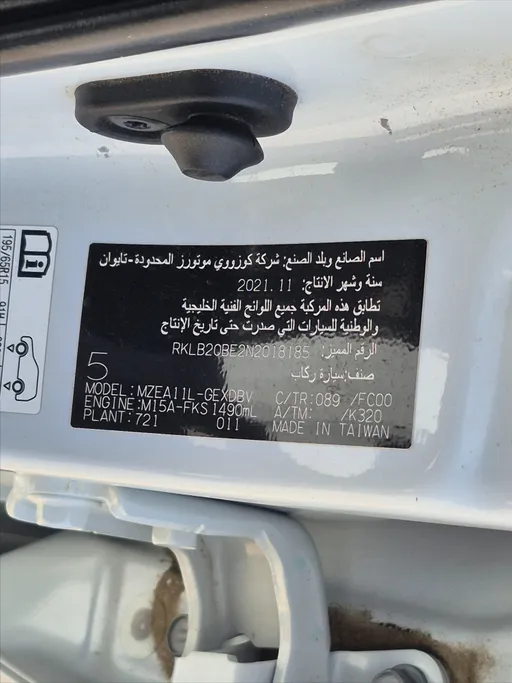 اسم الصانع وبلد الصنع: شركة كوزووي موتورز المحدودة - تايوان
سنة وشهر الانتاج: 2021.11
تطابق هذه المركبة جميع اللوائح الفنية الخليجية
والوطنية للسيارات التي صدرت حتى تاريخ الإنتاج
الرقم المميز: RKLB20BE2N2018185
صنف: سيارة ركاب
5
MODEL: MZEA11L-GEXDBV C/TR: 089 /FC00
ENGINE: M15A-FKS 1490mL A/TM: /K320
PLANT: 721 011 MADE IN TAIWAN
195/65R15 91H